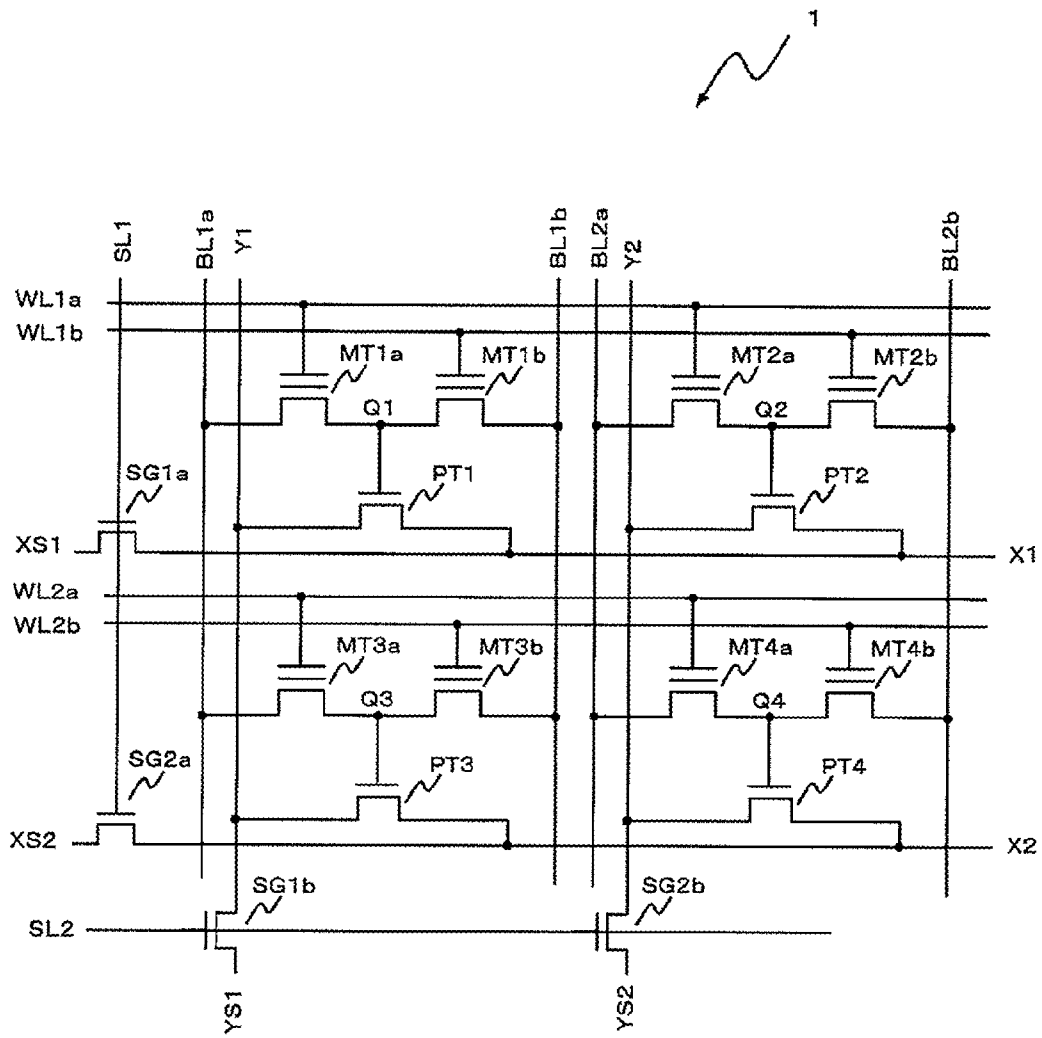 1
SL1
BL1a
Y1
BL1b
BL2a
Y2
BL2b
WL1a
WL1b
MT1a
MT1b
MT2a
MT2b
Q1
Q2
SG1a
PT1
PT2
XS1
X1
WL2a
WL2b
MT3a
MT3b
MT4a
MT4b
Q3
Q4
SG2a
PT3
PT4
XS2
X2
SG1b
SG2b
SL2
YS1
YS2